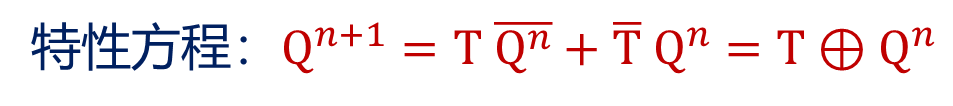 特性方程：Qⁿ⁺¹ = T Q̅ⁿ̅ + T̅ Qⁿ = T ⊕ Qⁿ